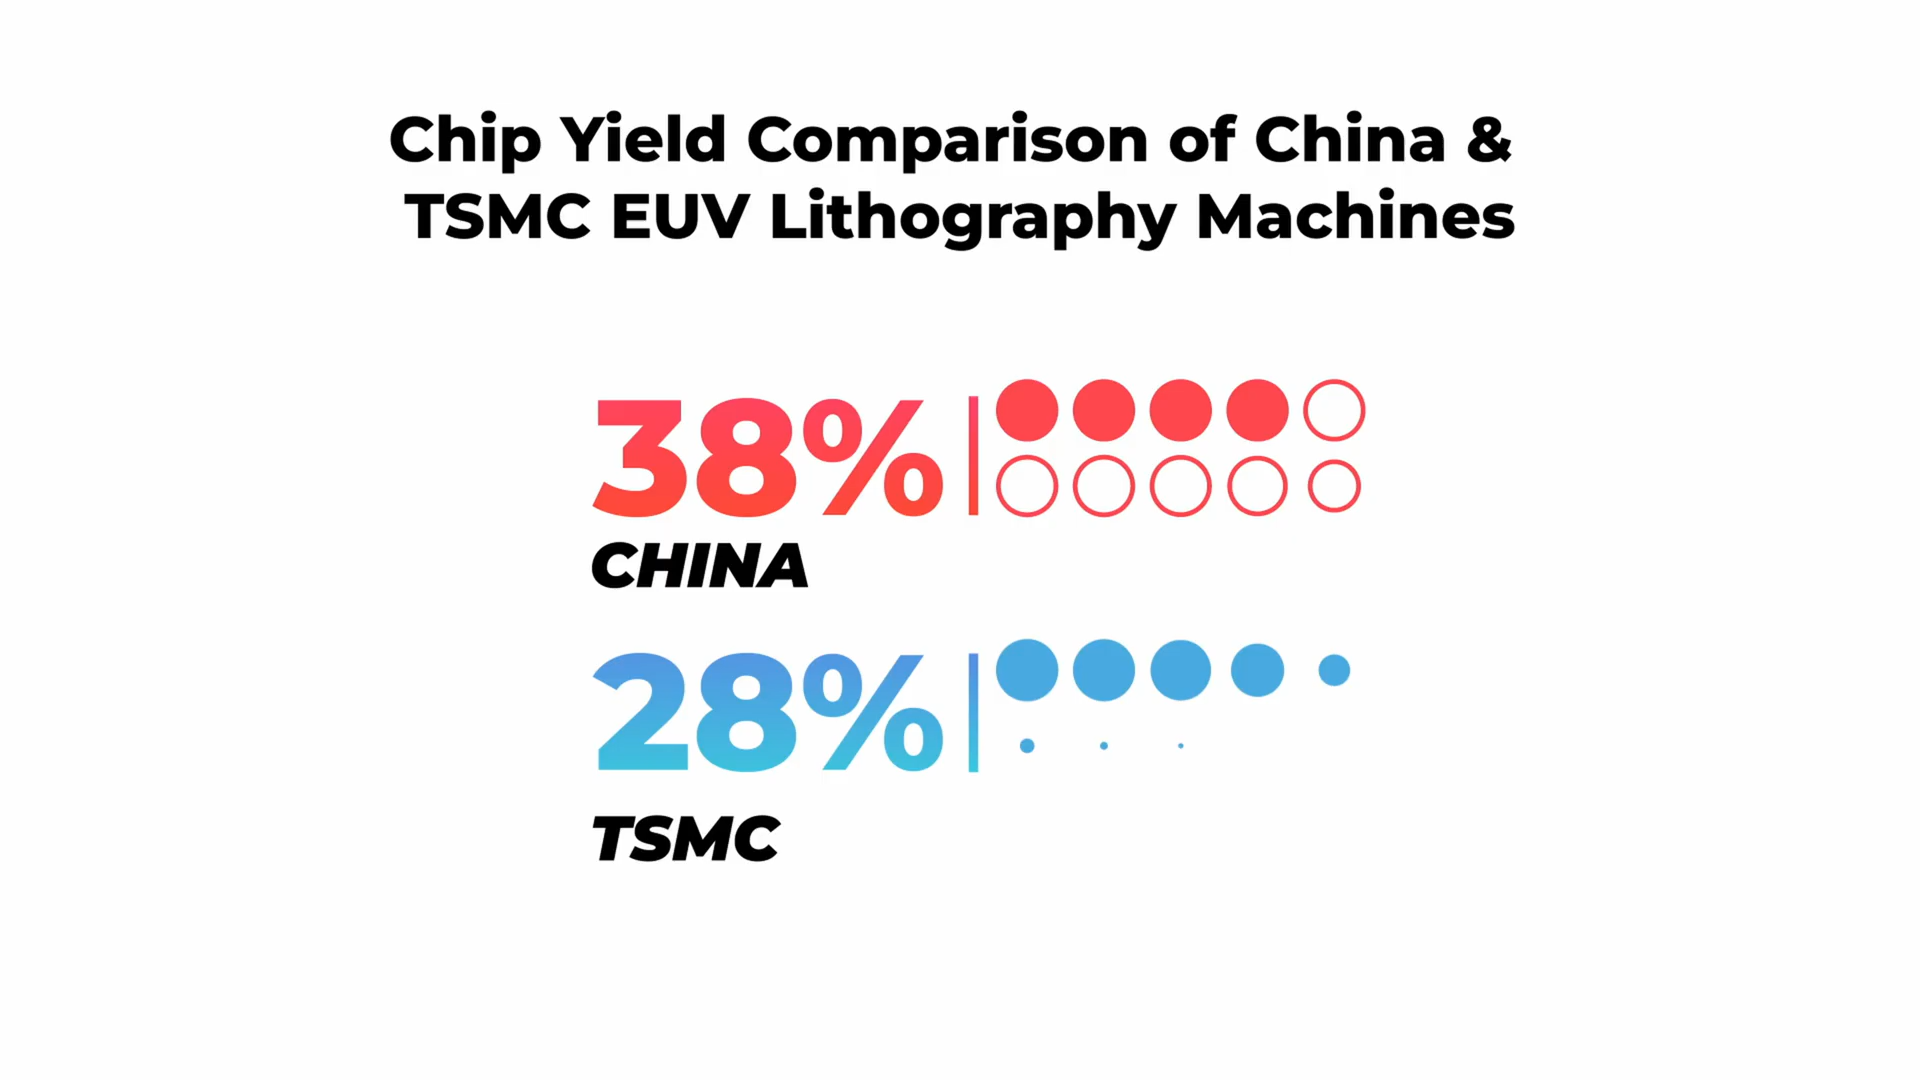 Chip Yield Comparison of China &
TSMC EUV Lithography Machines
38%
CHINA
28%
TSMC